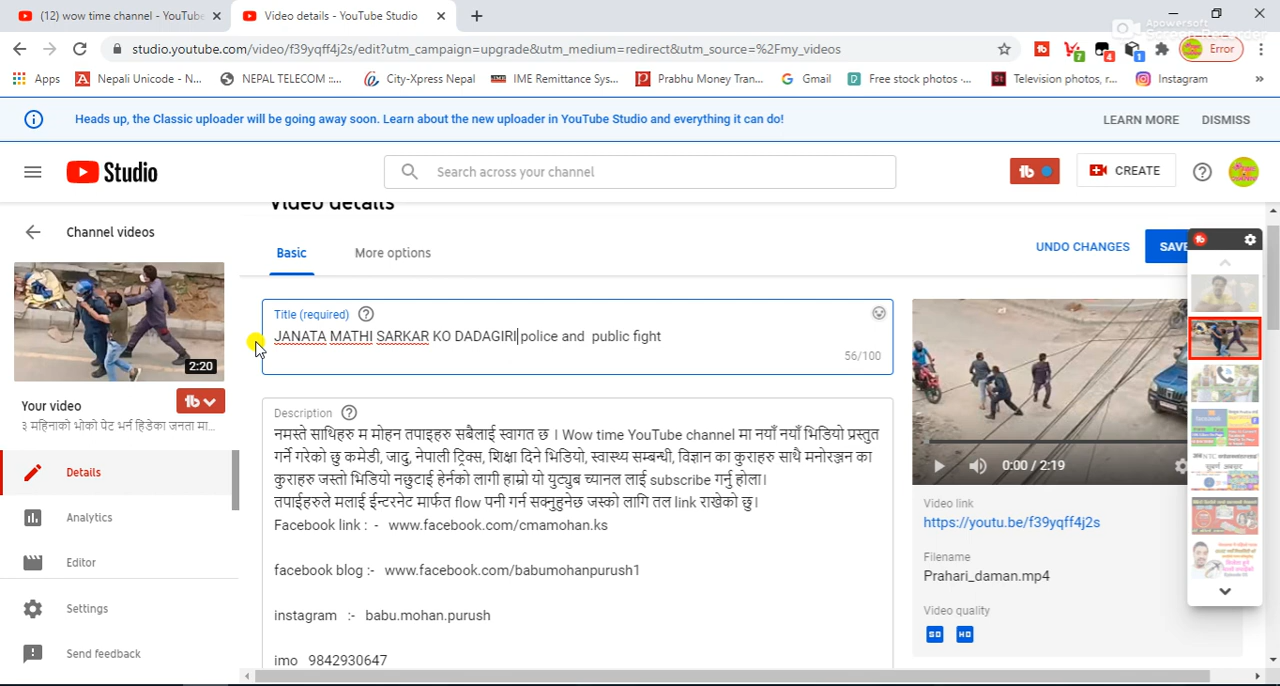 (12) wow time channel - YouTube
Video details - YouTube Studio
Apowersoft
Screen Recorder
studio.youtube.com/video/f39yqff4j2s/edit?utm_campaign=upgrade&utm_medium=redirect&utm_source=%2Fmy_videos
7 4 1 Error
Apps Nepali Unicode - N... NEPAL TELECOM ::... City-Xpress Nepal IME Remittance Sys... Prabhu Money Tran... Gmail Free stock photos -... Television photos, r... Instagram »
Heads up, the Classic uploader will be going away soon. Learn about the new uploader in YouTube Studio and everything it can do! LEARN MORE DISMISS
Studio Search across your channel CREATE
Video details
Channel videos
Basic More options UNDO CHANGES SAVE
Title (required)
JANATA MATHI SARKAR KO DADAGIRI police and public fight
56/100
2:20
Your video
३ महिनाको भोको पेट भर्न हिडेका जनता मा...
Details
Analytics
Editor
Settings
Send feedback
Description
नमस्ते साथिहरु म मोहन तपाइहरु सबैलाई स्वागत छ । Wow time YouTube channel मा नयाँ नयाँ भिडियो प्रस्तुत
गर्ने गरेको छु कमेडी, जादु, नेपाली ट्रिक्स, शिक्षा दिने भिडियो, स्वास्थ्य सम्बन्धी, विज्ञान का कुराहरु साथै मनोरञ्जन का
कुराहरु जस्तो भिडियो नछुटाई हेर्नको लागी हाम्रो यो युट्युब च्यानल लाई subscribe गर्नु होला।
तपाईहरुले मलाई ईन्टरनेट मार्फत flow पनी गर्न सक्नुहुनेछ जस्को लागि तल link राखेको छु।
Facebook link : - www.facebook.com/cmamohan.ks
facebook blog :- www.facebook.com/babumohanpurush1
instagram :- babu.mohan.purush
imo 9842930647
0:00 / 2:19
Video link
https://youtu.be/f39yqff4j2s
Filename
Prahari_daman.mp4
Video quality
SD HD